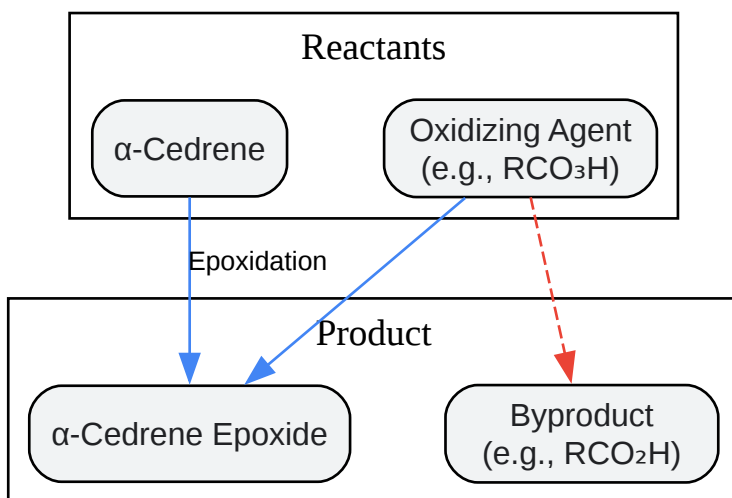 Reactants
α-Cedrene
Oxidizing Agent
(e.g., RCO₃H)
Epoxidation
Product
α-Cedrene Epoxide
Byproduct
(e.g., RCO₂H)